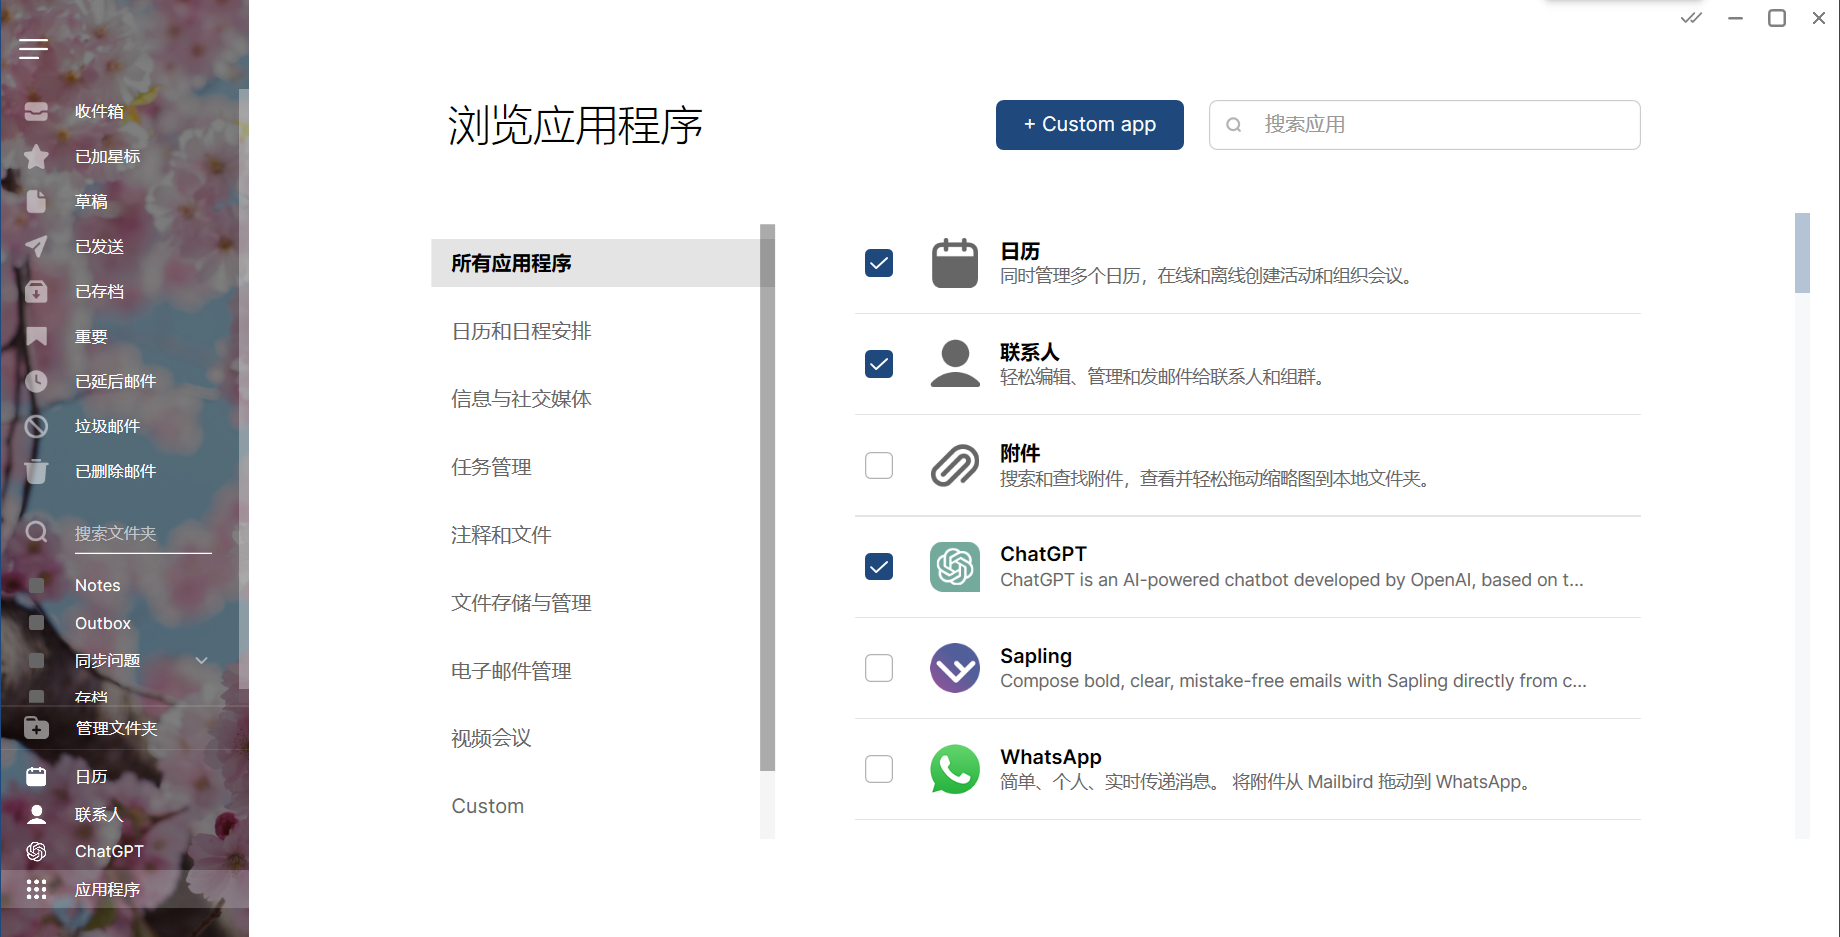 收件箱
已加星标
草稿
已发送
已存档
重要
已延后邮件
垃圾邮件
已删除邮件
搜索文件夹
Notes
Outbox
同步问题
存档
管理文件夹
日历
联系人
ChatGPT
应用程序
浏览应用程序
+ Custom app
搜索应用
所有应用程序
日历和日程安排
信息与社交媒体
任务管理
注释和文件
文件存储与管理
电子邮件管理
视频会议
Custom
日历
同时管理多个日历，在线和离线创建活动和组织会议。
联系人
轻松编辑、管理和发邮件给联系人和组群。
附件
搜索和查找附件，查看并轻松拖动缩略图到本地文件夹。
ChatGPT
ChatGPT is an AI-powered chatbot developed by OpenAI, based on t...
Sapling
Compose bold, clear, mistake-free emails with Sapling directly from c...
WhatsApp
简单、个人、实时传递消息。 将附件从 Mailbird 拖动到 WhatsApp。